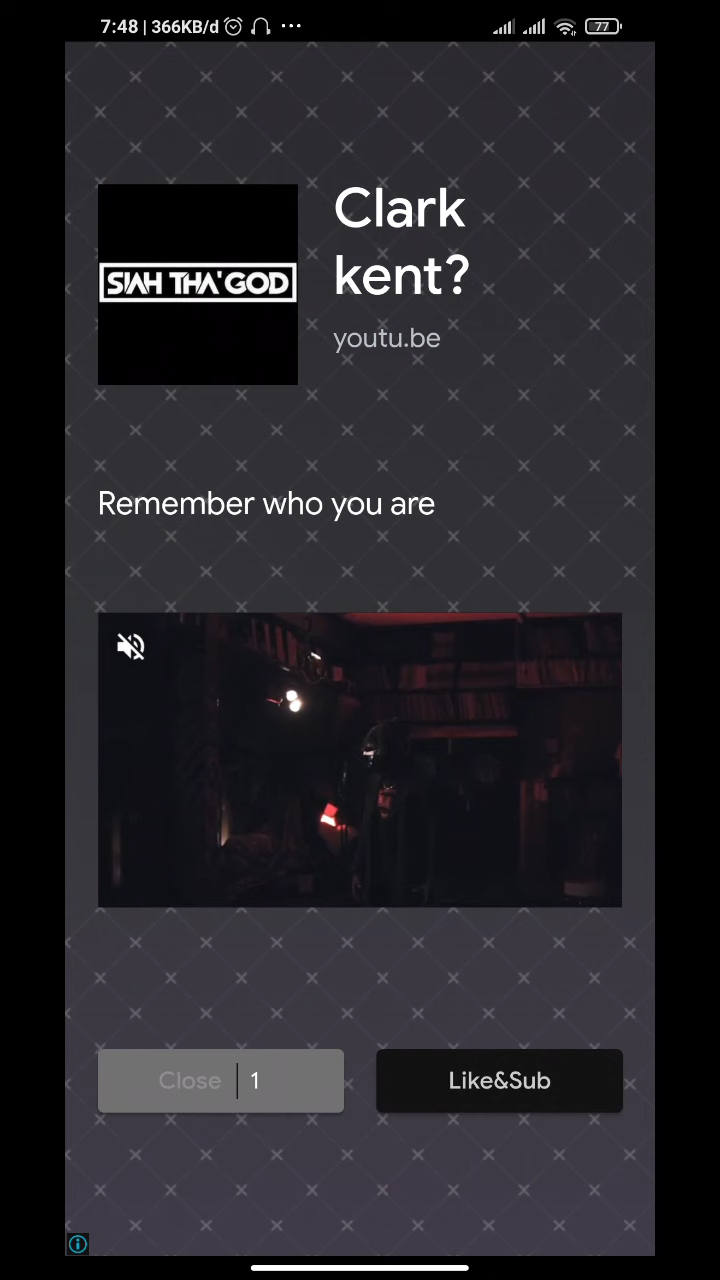 7:48 | 366KB/d
77
SIAH THA'GOD
Clark
kent?
youtu.be
Remember who you are
Close | 1
Like&Sub